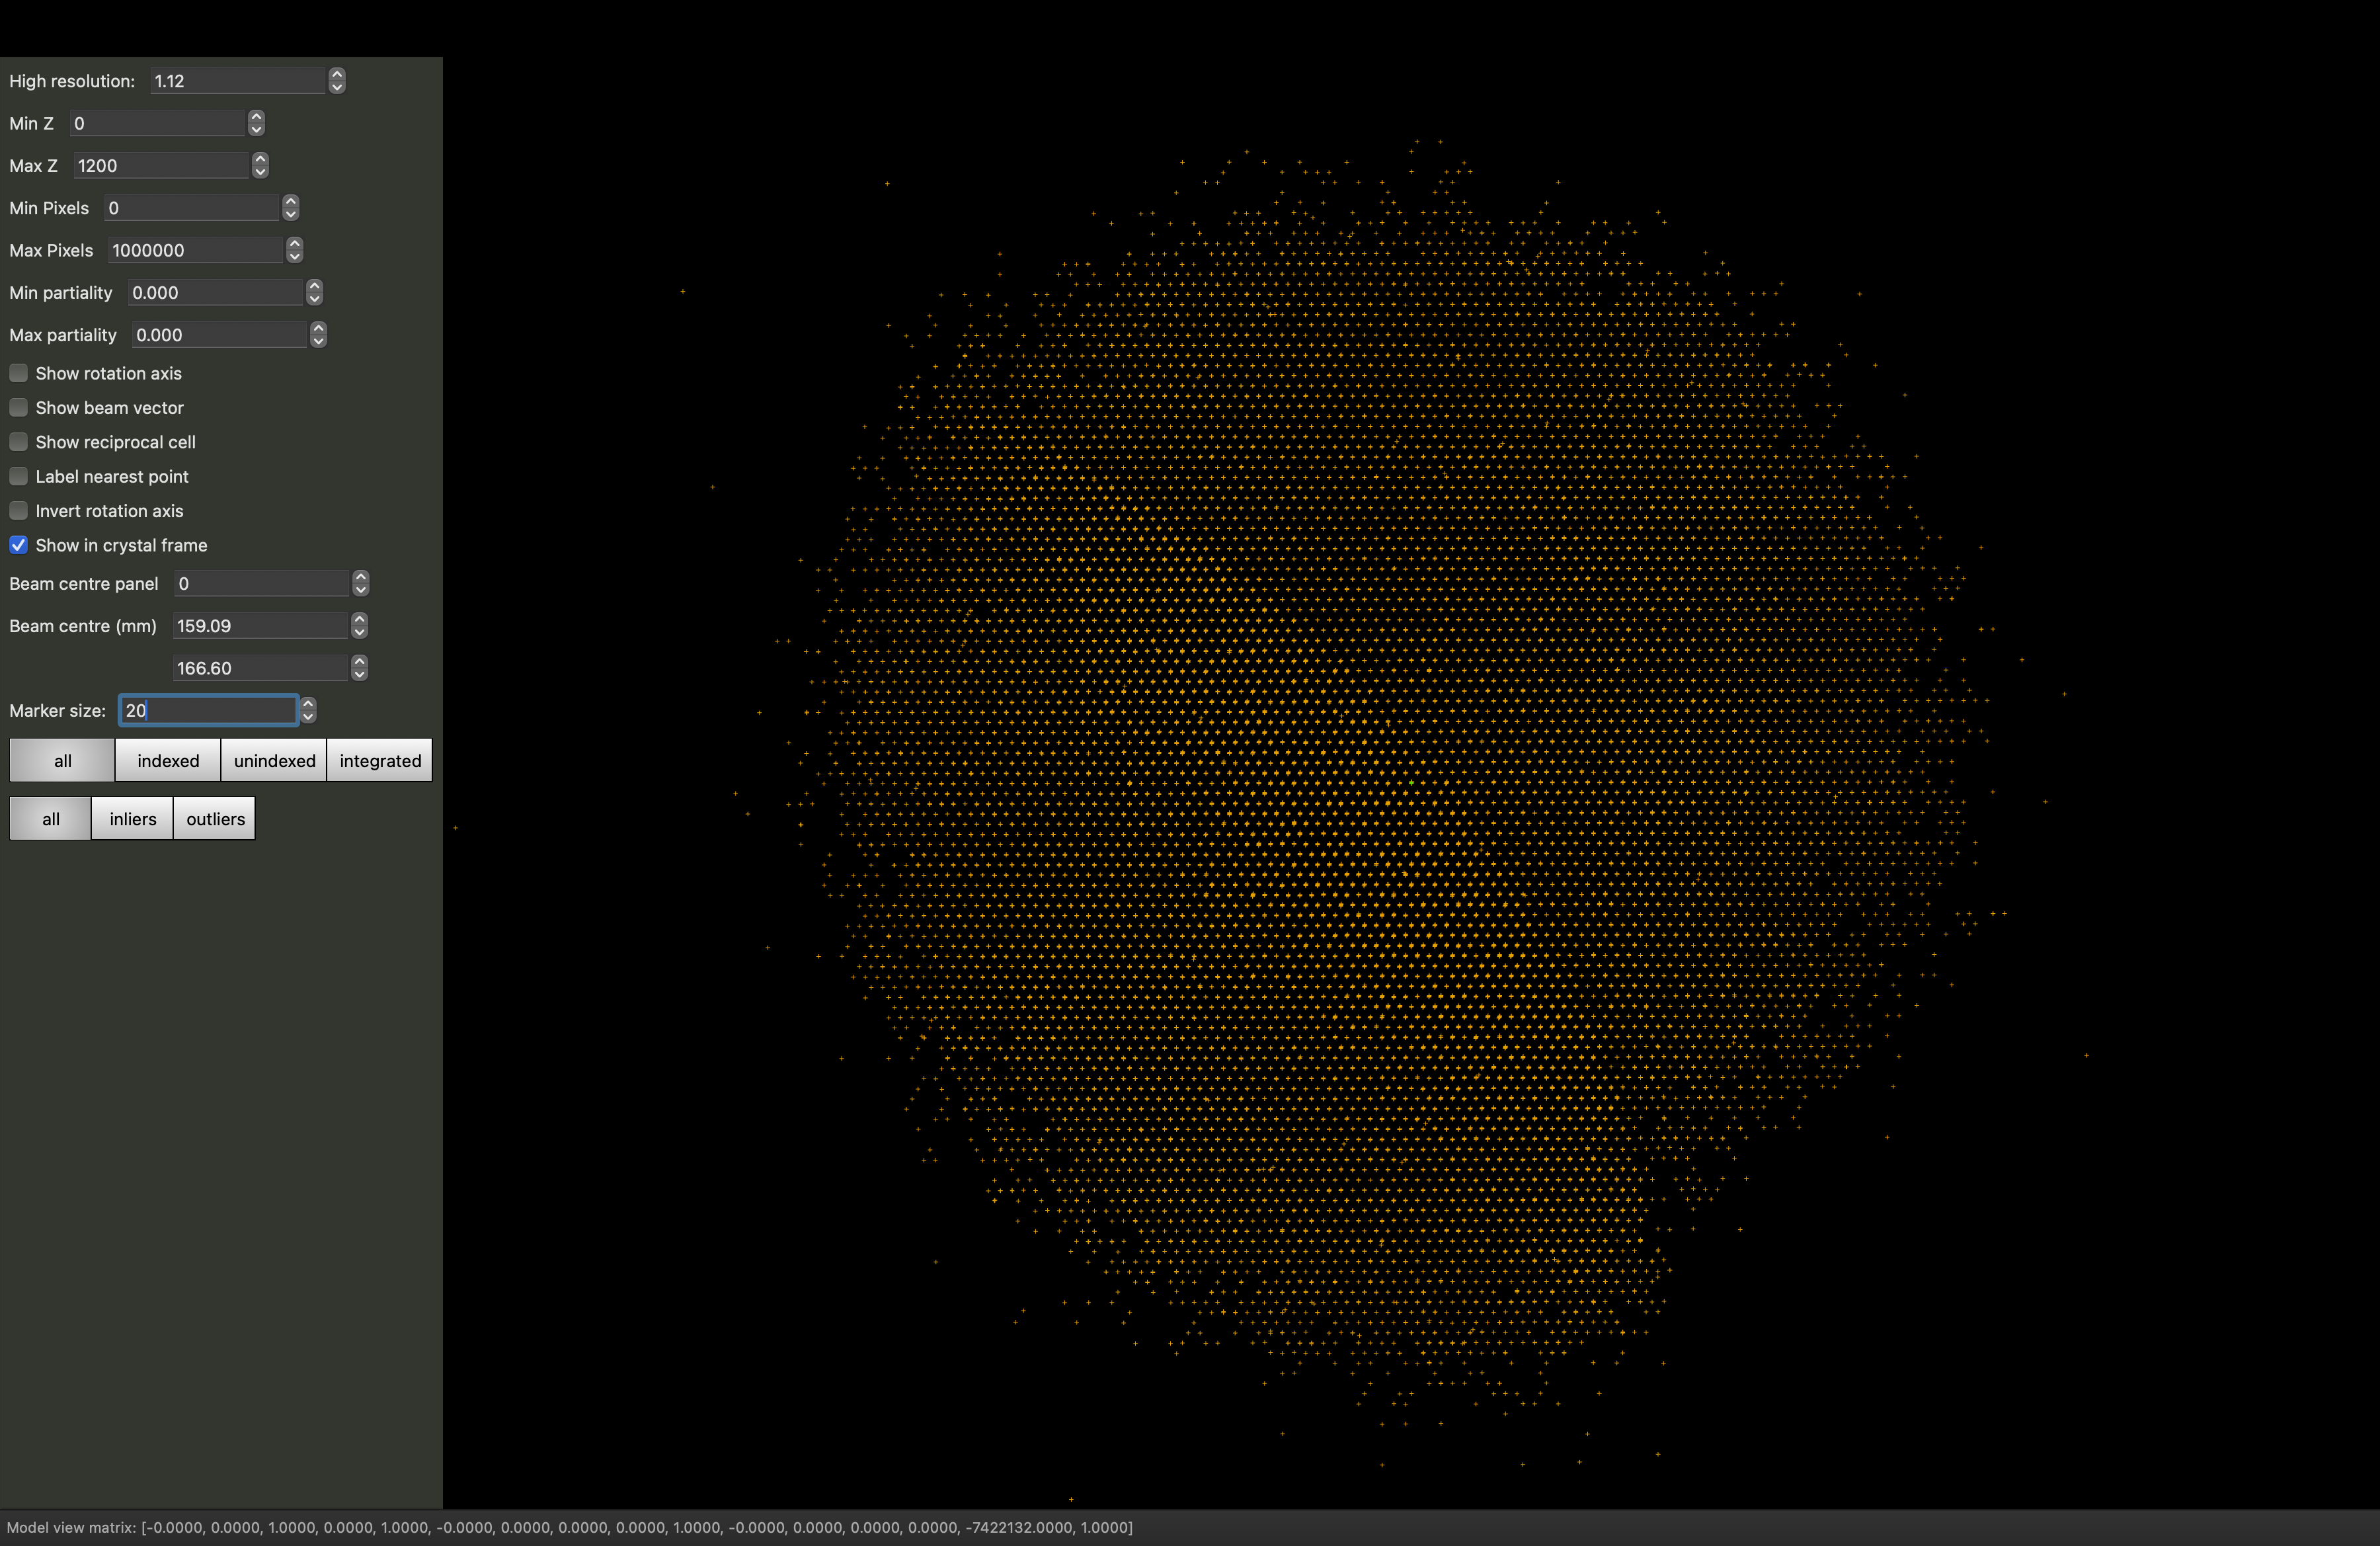 High resolution: 1.12
Min Z 0
Max Z 1200
Min Pixels 0
Max Pixels 1000000
Min partiality 0.000
Max partiality 0.000
Show rotation axis
Show beam vector
Show reciprocal cell
Label nearest point
Invert rotation axis
Show in crystal frame
Beam centre panel 0
Beam centre (mm) 159.09
166.60
Marker size: 20
all indexed unindexed integrated
all inliers outliers
Model view matrix: [-0.0000, 0.0000, 1.0000, 0.0000, 1.0000, -0.0000, 0.0000, 0.0000, 0.0000, 1.0000, -0.0000, 0.0000, 0.0000, 0.0000, -7422132.0000, 1.0000]